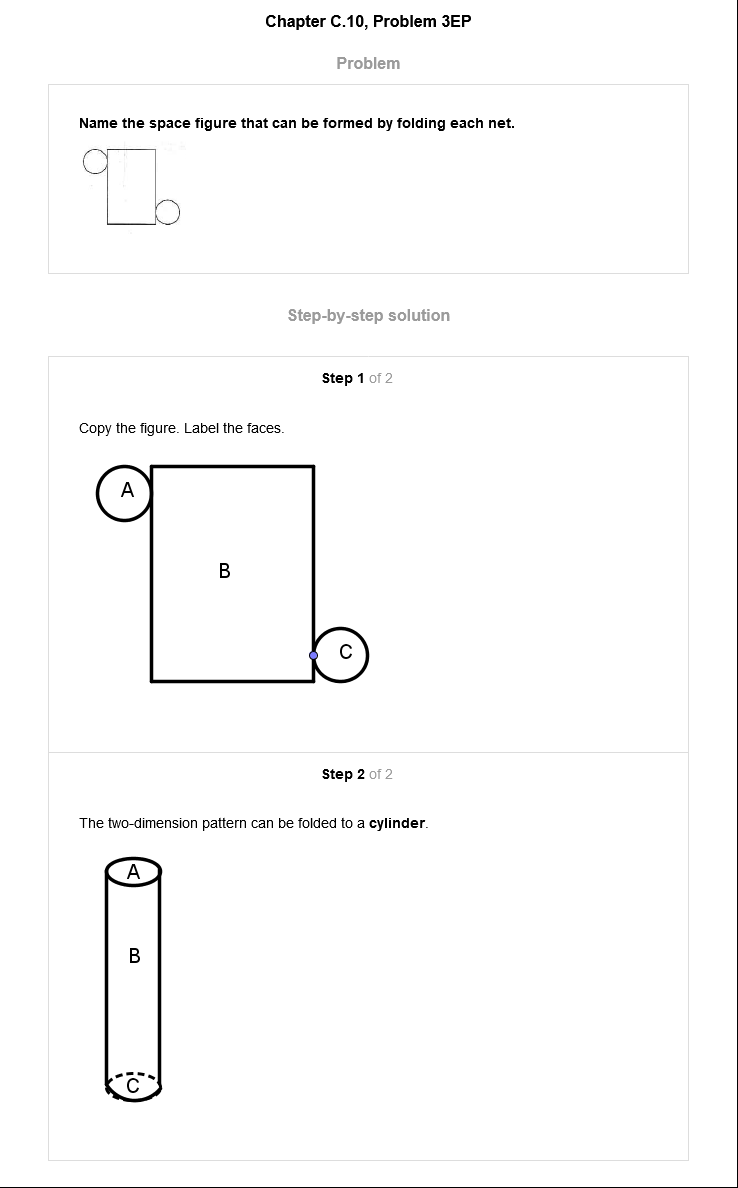 Chapter C.10, Problem 3EP
Problem
Name the space figure that can be formed by folding each net.
Step-by-step solution
Step 1 of 2
Copy the figure. Label the faces.
A
B
C
Step 2 of 2
The two-dimension pattern can be folded to a cylinder.
A
B
C